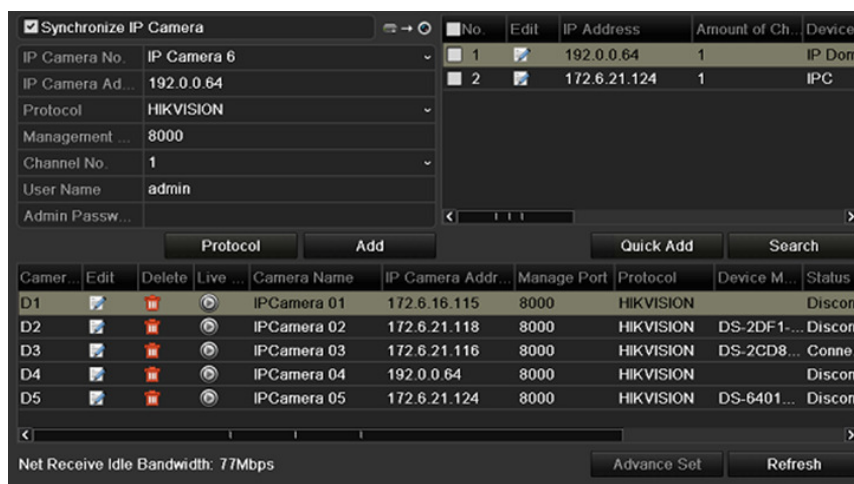 Synchronize IP Camera
IP Camera No. IP Camera 6
IP Camera Ad... 192.0.0.64
Protocol HIKVISION
Management ... 8000
Channel No. 1
User Name admin
Admin Passw...
No. Edit IP Address Amount of Ch... Device
1 192.0.0.64 1 IP Dom
2 172.6.21.124 1 IPC
Protocol Add Quick Add Search
Camer... Edit Delete Live ... Camera Name IP Camera Addr... Manage Port Protocol Device M... Status
D1 IPCamera 01 172.6.16.115 8000 HIKVISION Discon
D2 IPCamera 02 172.6.21.118 8000 HIKVISION DS-2DF1-... Discon
D3 IPCamera 03 172.6.21.116 8000 HIKVISION DS-2CD8... Conne
D4 IPCamera 04 192.0.0.64 8000 HIKVISION Discon
D5 IPCamera 05 172.6.21.124 8000 HIKVISION DS-6401... Discon
Net Receive Idle Bandwidth: 77Mbps
Advance Set Refresh